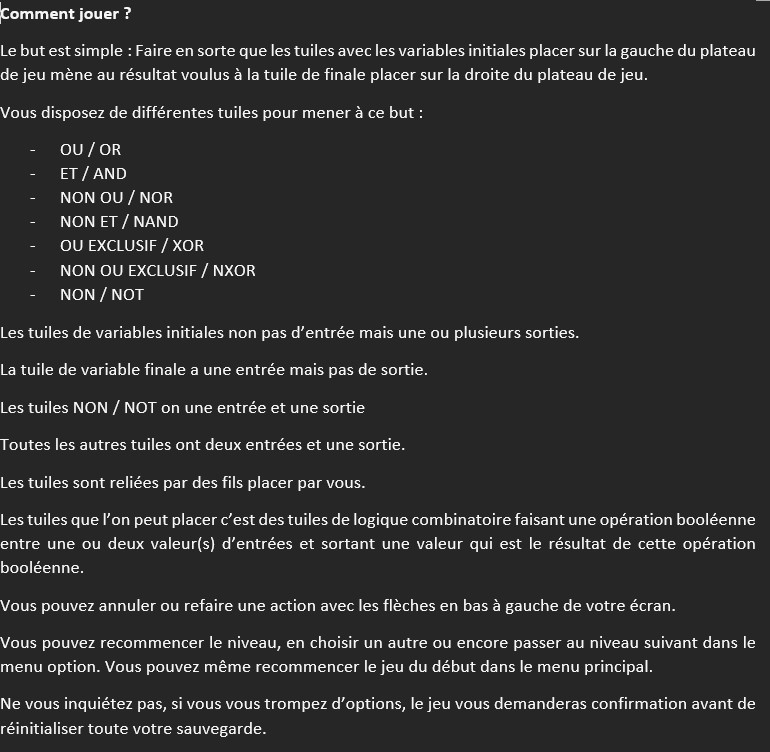 Comment jouer ?
Le but est simple : Faire en sorte que les tuiles avec les variables initiales placer sur la gauche du plateau
de jeu mène au résultat voulus à la tuile de finale placer sur la droite du plateau de jeu.
Vous disposez de différentes tuiles pour mener à ce but :
- OU / OR
- ET / AND
- NON OU / NOR
- NON ET / NAND
- OU EXCLUSIF / XOR
- NON OU EXCLUSIF / NXOR
- NON / NOT
Les tuiles de variables initiales non pas d'entrée mais une ou plusieurs sorties.
La tuile de variable finale a une entrée mais pas de sortie.
Les tuiles NON / NOT on une entrée et une sortie
Toutes les autres tuiles ont deux entrées et une sortie.
Les tuiles sont reliées par des fils placer par vous.
Les tuiles que l'on peut placer c'est des tuiles de logique combinatoire faisant une opération booléenne
entre une ou deux valeur(s) d'entrées et sortant une valeur qui est le résultat de cette opération
booléenne.
Vous pouvez annuler ou refaire une action avec les flèches en bas à gauche de votre écran.
Vous pouvez recommencer le niveau, en choisir un autre ou encore passer au niveau suivant dans le
menu option. Vous pouvez même recommencer le jeu du début dans le menu principal.
Ne vous inquiétez pas, si vous vous trompez d'options, le jeu vous demanderas confirmation avant de
réinitialiser toute votre sauvegarde.